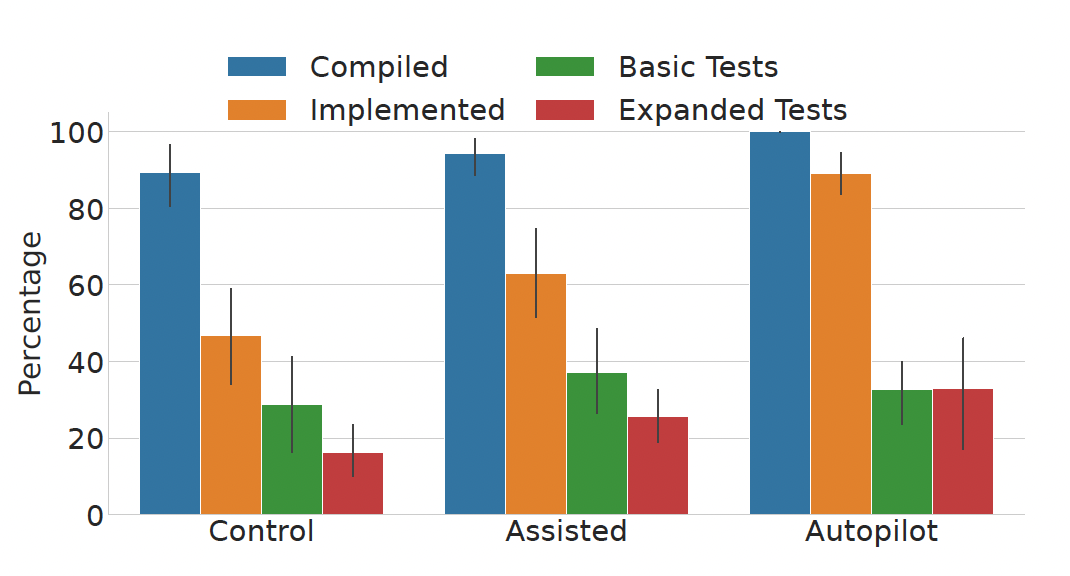 Compiled
Implemented
Basic Tests
Expanded Tests
Percentage
100
80
60
40
20
0
Control
Assisted
Autopilot